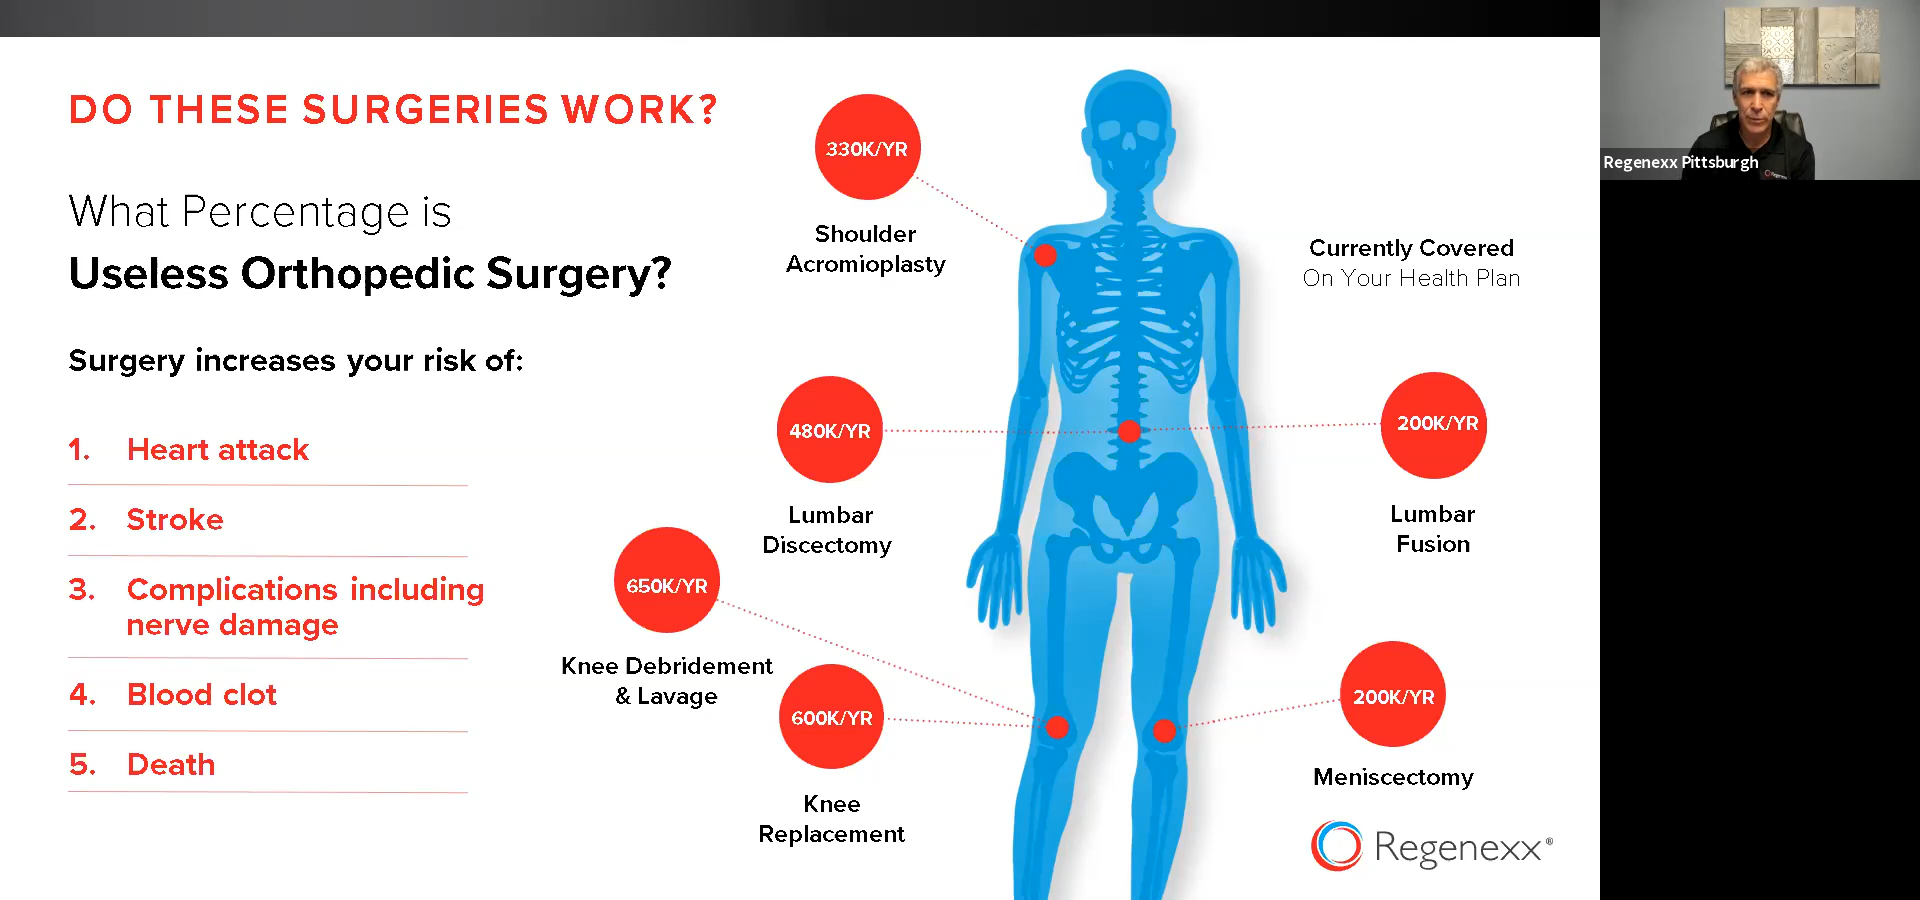 DO THESE SURGERIES WORK?
What Percentage is
Useless Orthopedic Surgery?
Surgery increases your risk of:
1. Heart attack
2. Stroke
3. Complications including
nerve damage
4. Blood clot
5. Death
330K/YR
Shoulder
Acromioplasty
Currently Covered
On Your Health Plan
480K/YR
Lumbar
Discectomy
200K/YR
Lumbar
Fusion
650K/YR
Knee Debridement
& Lavage
600K/YR
Knee
Replacement
200K/YR
Meniscectomy
Regenexx®
Regenexx Pittsburgh